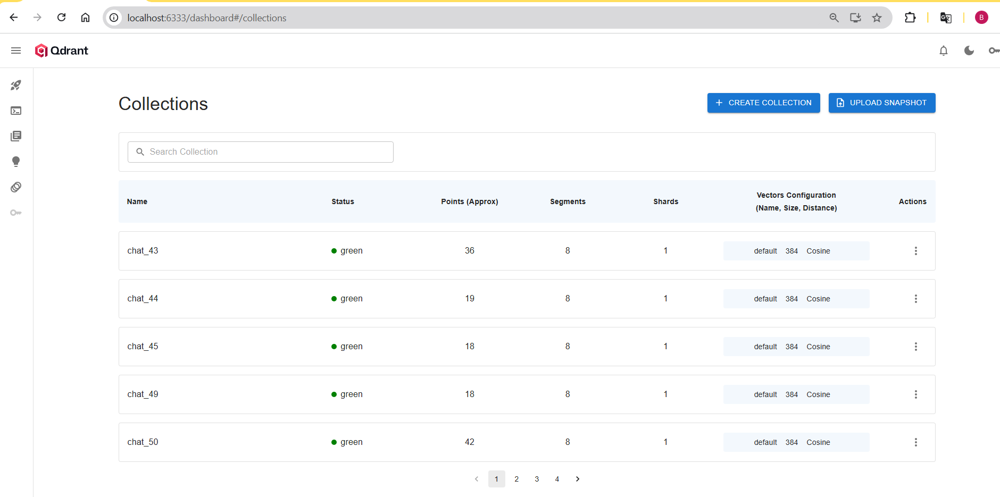 localhost:6333/dashboard#/collections
B
Qdrant
Collections
CREATE COLLECTION
UPLOAD SNAPSHOT
Search Collection
Name Status Points (Approx) Segments Shards Vectors Configuration (Name, Size, Distance) Actions
chat_43 green 36 8 1 default 384 Cosine
chat_44 green 19 8 1 default 384 Cosine
chat_45 green 18 8 1 default 384 Cosine
chat_49 green 18 8 1 default 384 Cosine
chat_50 green 42 8 1 default 384 Cosine
1 2 3 4